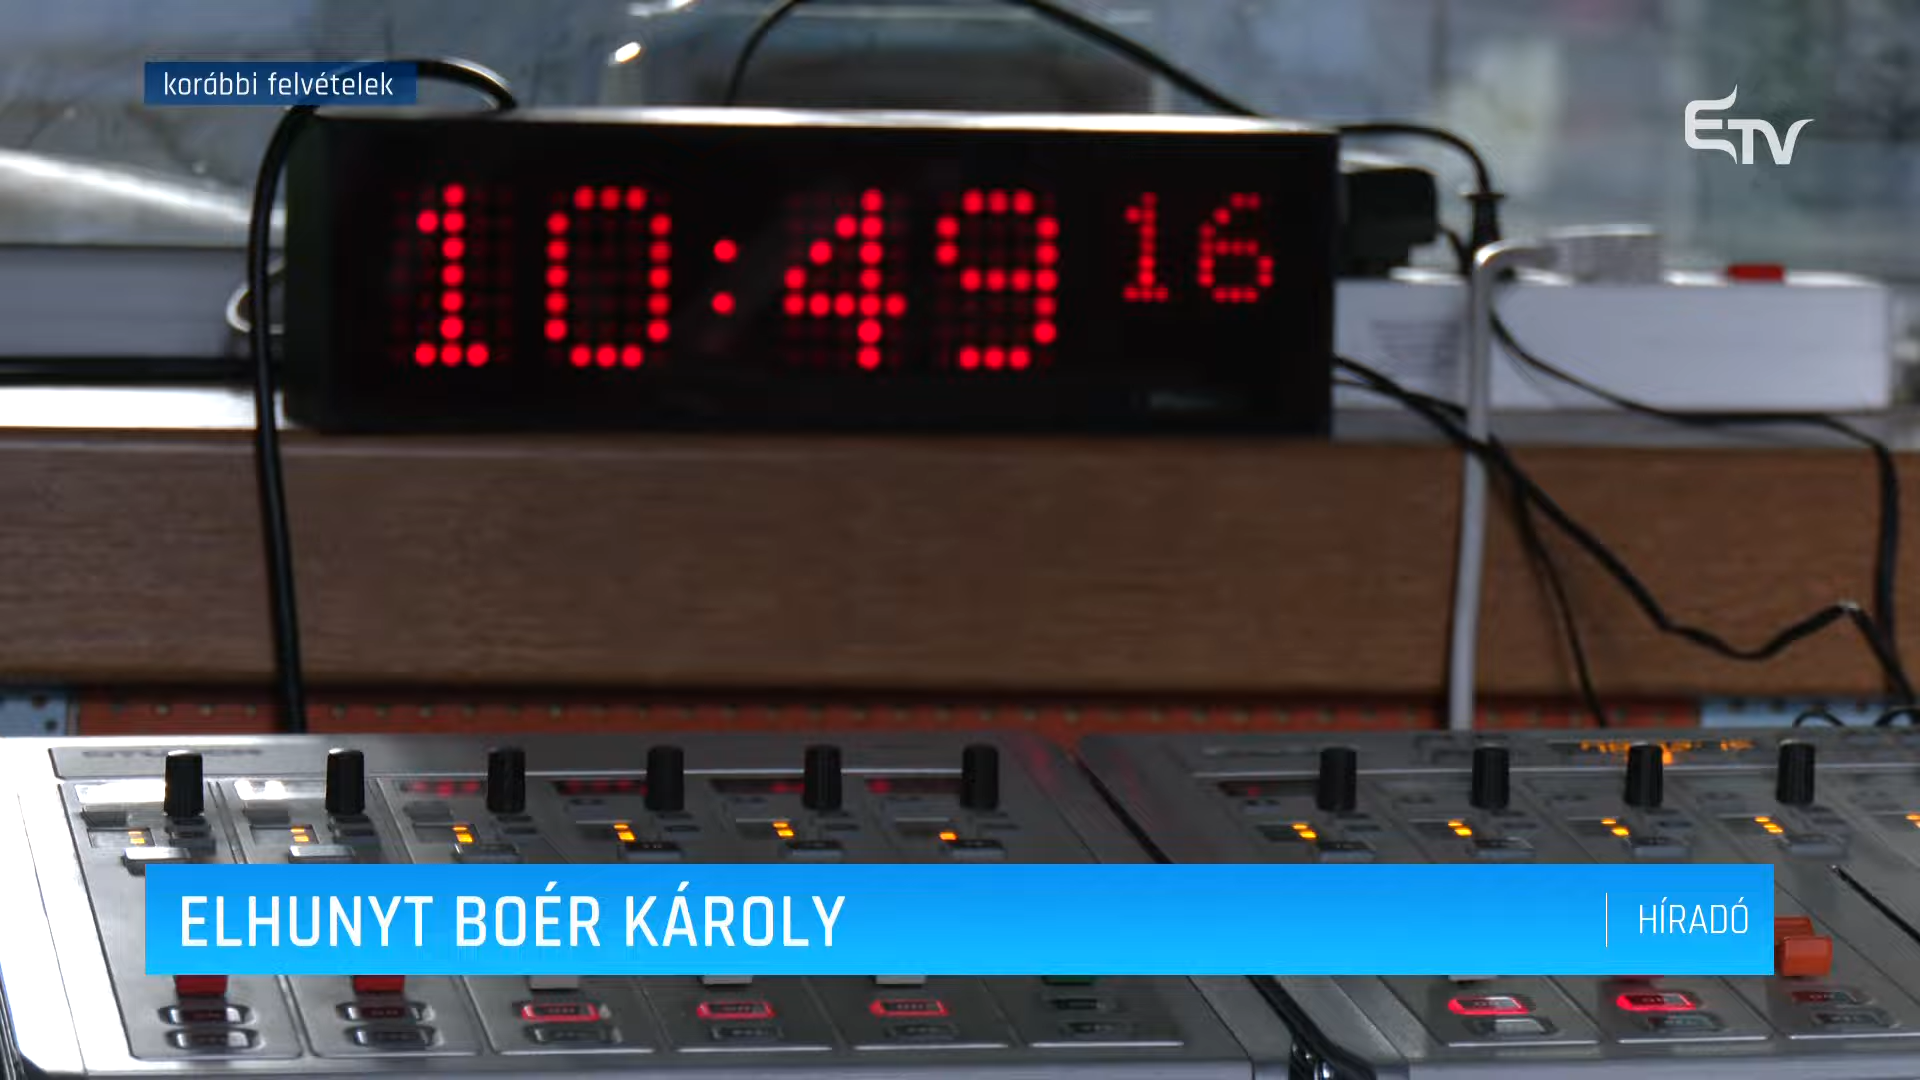 korábbi felvételek
ETV
10:49 16
ELHUNYT BOÉR KÁROLY
HÍRADÓ